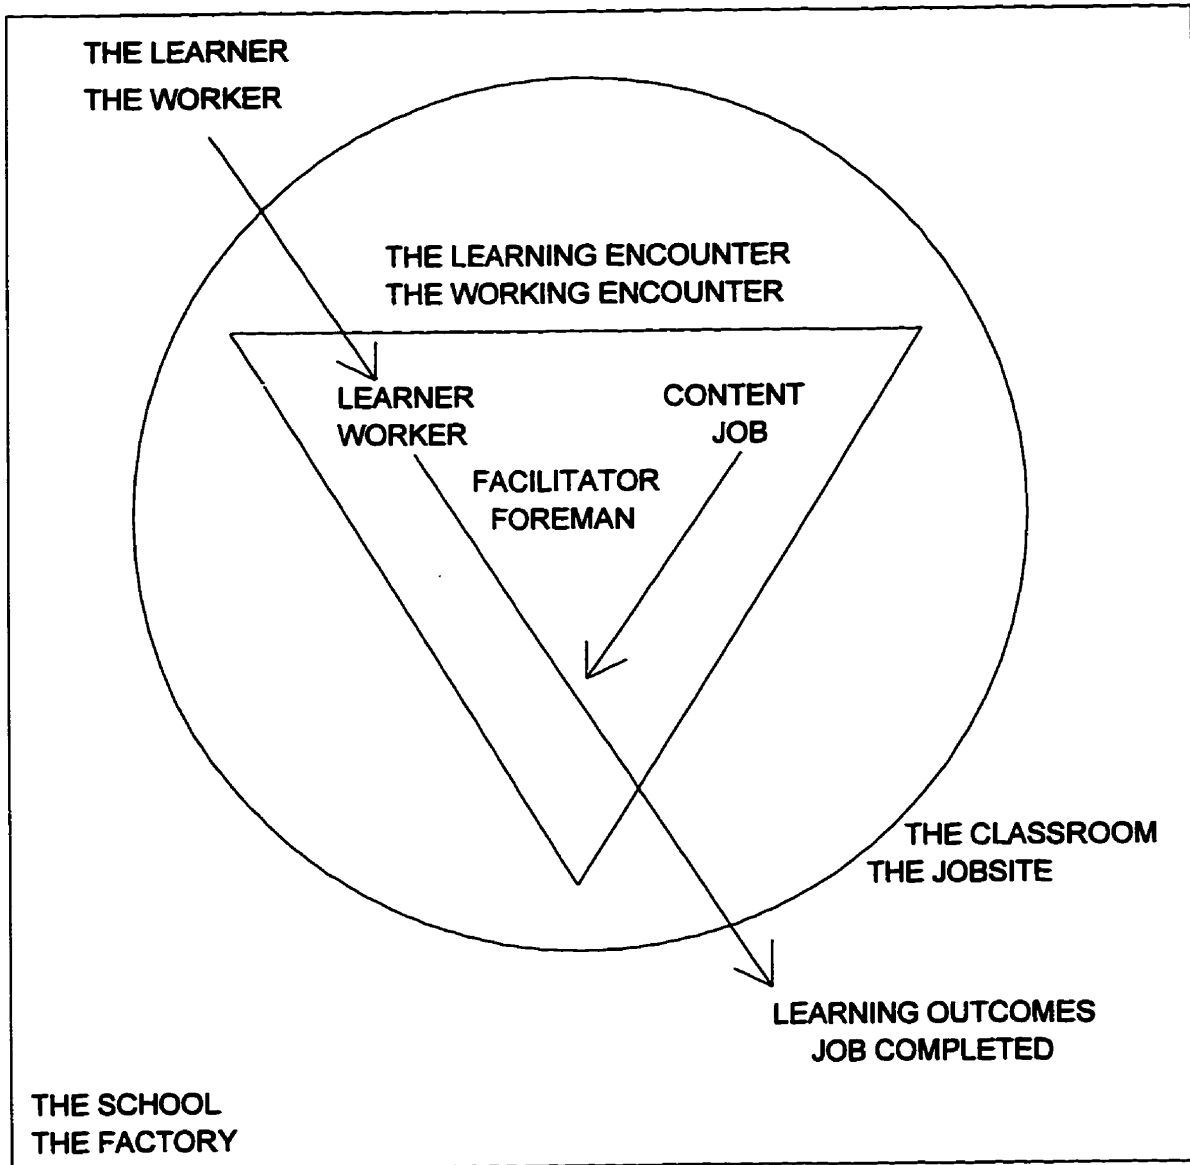 THE LEARNER
THE WORKER
THE LEARNING ENCOUNTER
THE WORKING ENCOUNTER
LEARNER
WORKER
CONTENT
JOB
FACILITATOR
FOREMAN
THE CLASSROOM
THE JOBSITE
LEARNING OUTCOMES
JOB COMPLETED
THE SCHOOL
THE FACTORY